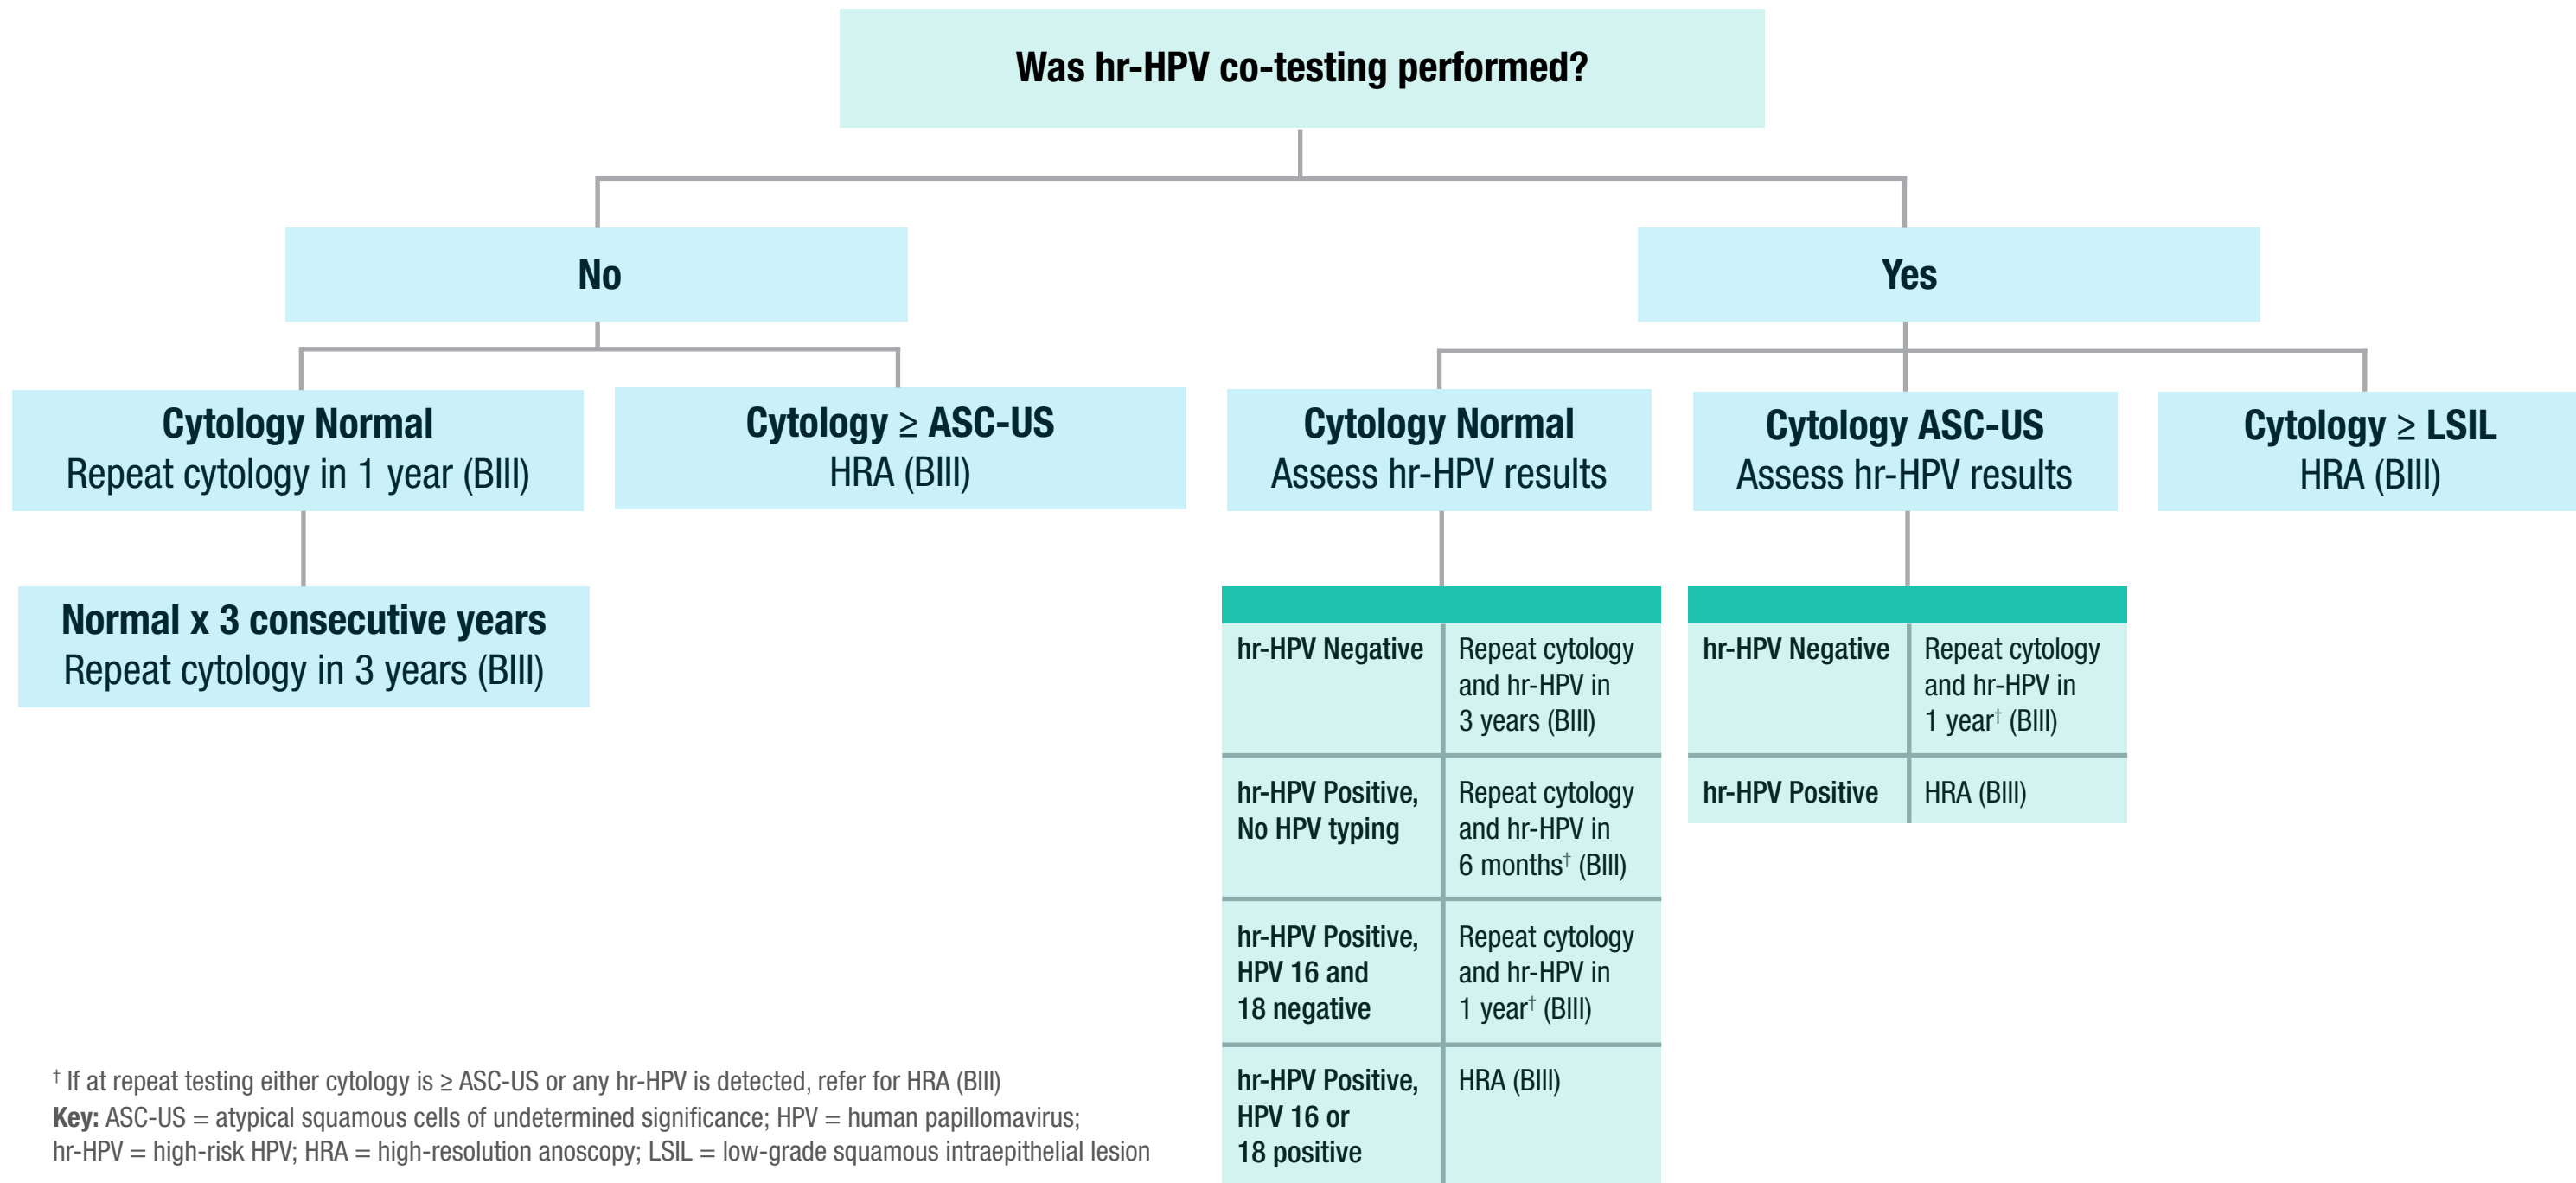 Was hr-HPV co-testing performed?
No
Yes
Cytology Normal
Repeat cytology in 1 year (BIII)
Cytology ≥ ASC-US
HRA (BIII)
Cytology Normal
Assess hr-HPV results
Cytology ASC-US
Assess hr-HPV results
Cytology ≥ LSIL
HRA (BIII)
Normal x 3 consecutive years
Repeat cytology in 3 years (BIII)
hr-HPV Negative
Repeat cytology
and hr-HPV in
3 years (BIII)
hr-HPV Positive,
No HPV typing
Repeat cytology
and hr-HPV in
6 months† (BIII)
hr-HPV Positive,
HPV 16 and
18 negative
Repeat cytology
and hr-HPV in
1 year† (BIII)
hr-HPV Positive,
HPV 16 or
18 positive
HRA (BIII)
hr-HPV Negative
Repeat cytology
and hr-HPV in
1 year† (BIII)
hr-HPV Positive
HRA (BIII)
† If at repeat testing either cytology is ≥ ASC-US or any hr-HPV is detected, refer for HRA (BIII)
Key: ASC-US = atypical squamous cells of undetermined significance; HPV = human papillomavirus;
hr-HPV = high-risk HPV; HRA = high-resolution anoscopy; LSIL = low-grade squamous intraepithelial lesion